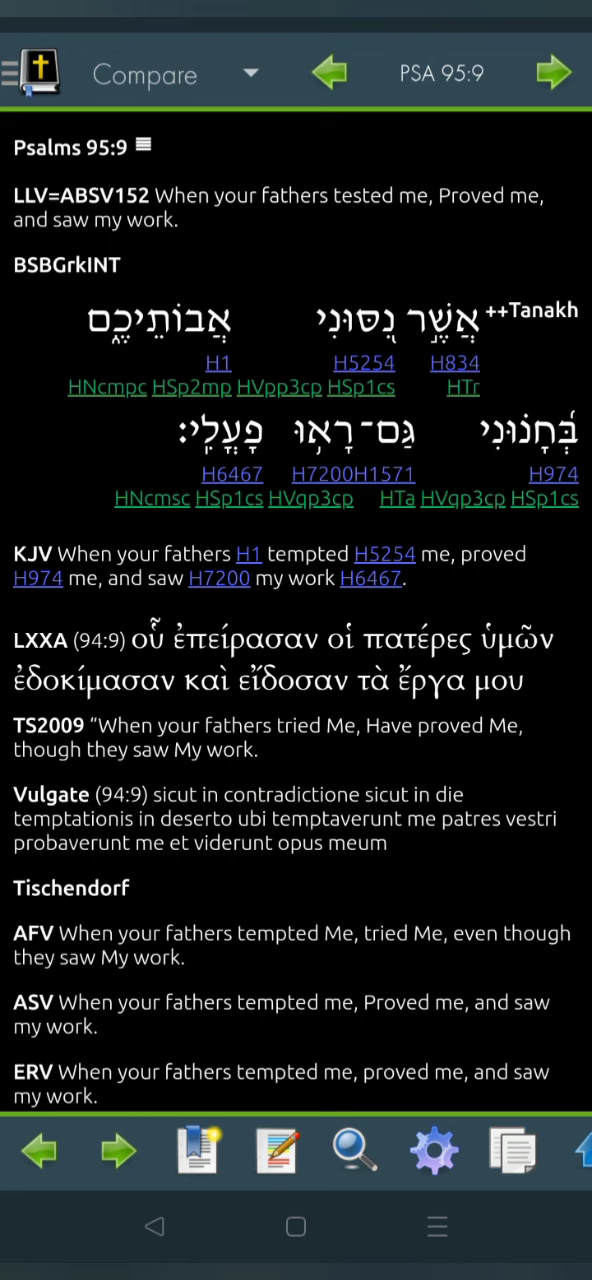 Compare
PSA 95:9
Psalms 95:9
LLV=ABSV152 When your fathers tested me, Proved me,
and saw my work.
BSBGrkINT
++Tanakh אֲשֶׁ֣ר נִ֭סּוּנִי אֲבוֹתֵיכֶ֑ם
H834 H5254 H1
HTr HVpp3cp HSp1cs HNcmpc HSp2mp
בְּ֝חָנ֗וּנִי גַּם־רָא֥וּ פָעֳלִֽי׃
H974 H7200H1571 H6467
HVqp3cp HSp1cs HTa HVqp3cp HNcmsc HSp1cs
KJV When your fathers H1 tempted H5254 me, proved
H974 me, and saw H7200 my work H6467.
LXXA (94:9) οὗ ἐπείρασαν οἱ πατέρες ὑμῶν
ἐδοκίμασαν καὶ εἴδοσαν τὰ ἔργα μου
TS2009 “When your fathers tried Me, Have proved Me,
though they saw My work.
Vulgate (94:9) sicut in contradictione sicut in die
temptationis in deserto ubi temptaverunt me patres vestri
probaverunt me et viderunt opus meum
Tischendorf
AFV When your fathers tempted Me, tried Me, even though
they saw My work.
ASV When your fathers tempted me, Proved me, and saw
my work.
ERV When your fathers tempted me, proved me, and saw
my work.